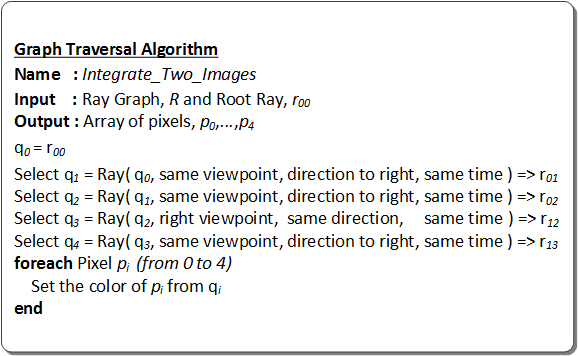 Graph Traversal Algorithm
Name : Integrate_Two_Images
Input : Ray Graph, R and Root Ray, r00
Output : Array of pixels, p0,...,p4
q0 = r00
Select q1 = Ray( q0, same viewpoint, direction to right, same time ) => r01
Select q2 = Ray( q1, same viewpoint, direction to right, same time ) => r02
Select q3 = Ray( q2, right viewpoint, same direction, same time ) => r12
Select q4 = Ray( q3, same viewpoint, direction to right, same time ) => r13
foreach Pixel pi (from 0 to 4)
Set the color of pi from qi
end